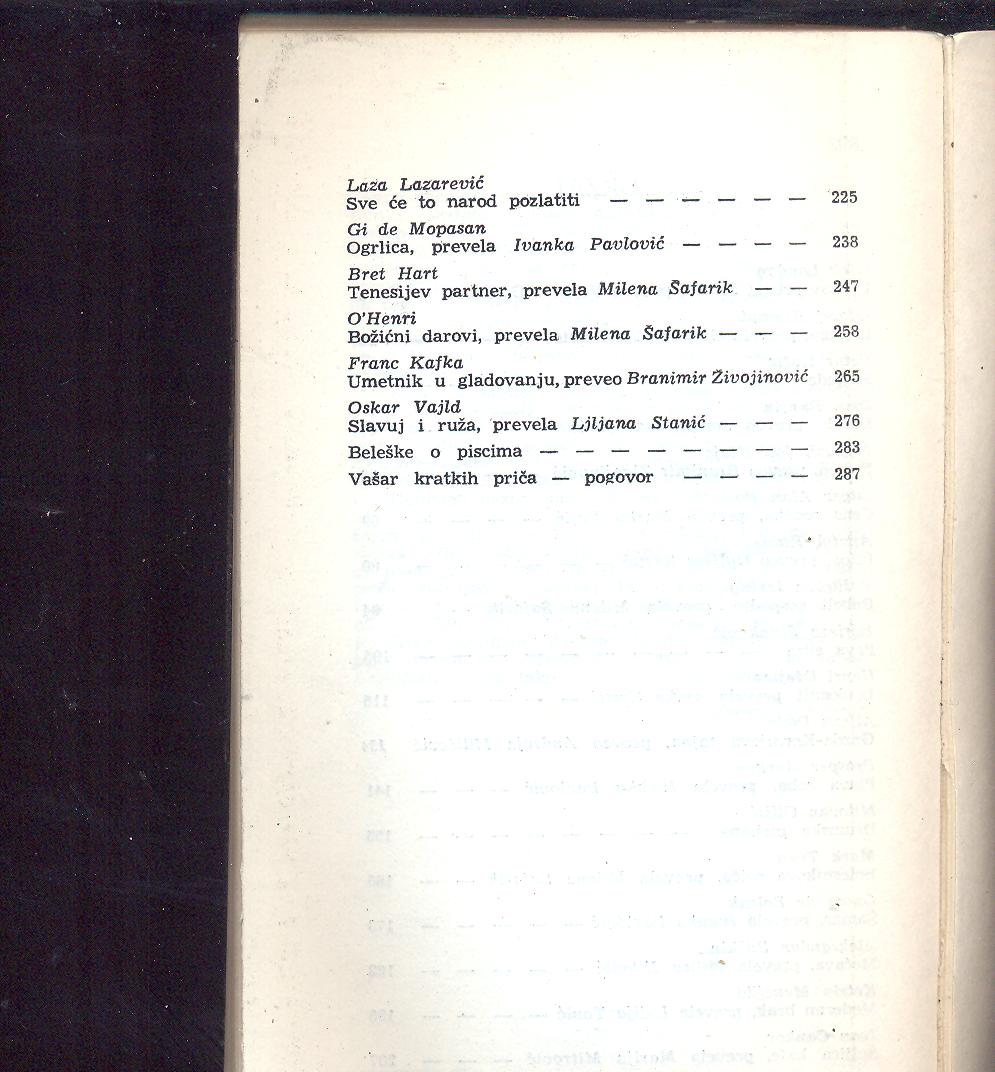 Laza Lazarević
Sve će to narod pozlatiti — — — — — — 225
Gi de Mopasan
Ogrlica, prevela Ivanka Pavlović — — — — 238
Bret Hart
Tenesijev partner, prevela Milena Šafarik — — 247
O'Henri
Božićni darovi, prevela Milena Šafarik — — — 258
Franc Kafka
Umetnik u gladovanju, preveo Branimir Živojinović 265
Oskar Vajld
Slavuj i ruža, prevela Ljljana Stanić — — — 276
Beleške o piscima — — — — — — — — 283
Vašar kratkih priča — pogovor — — — — 287